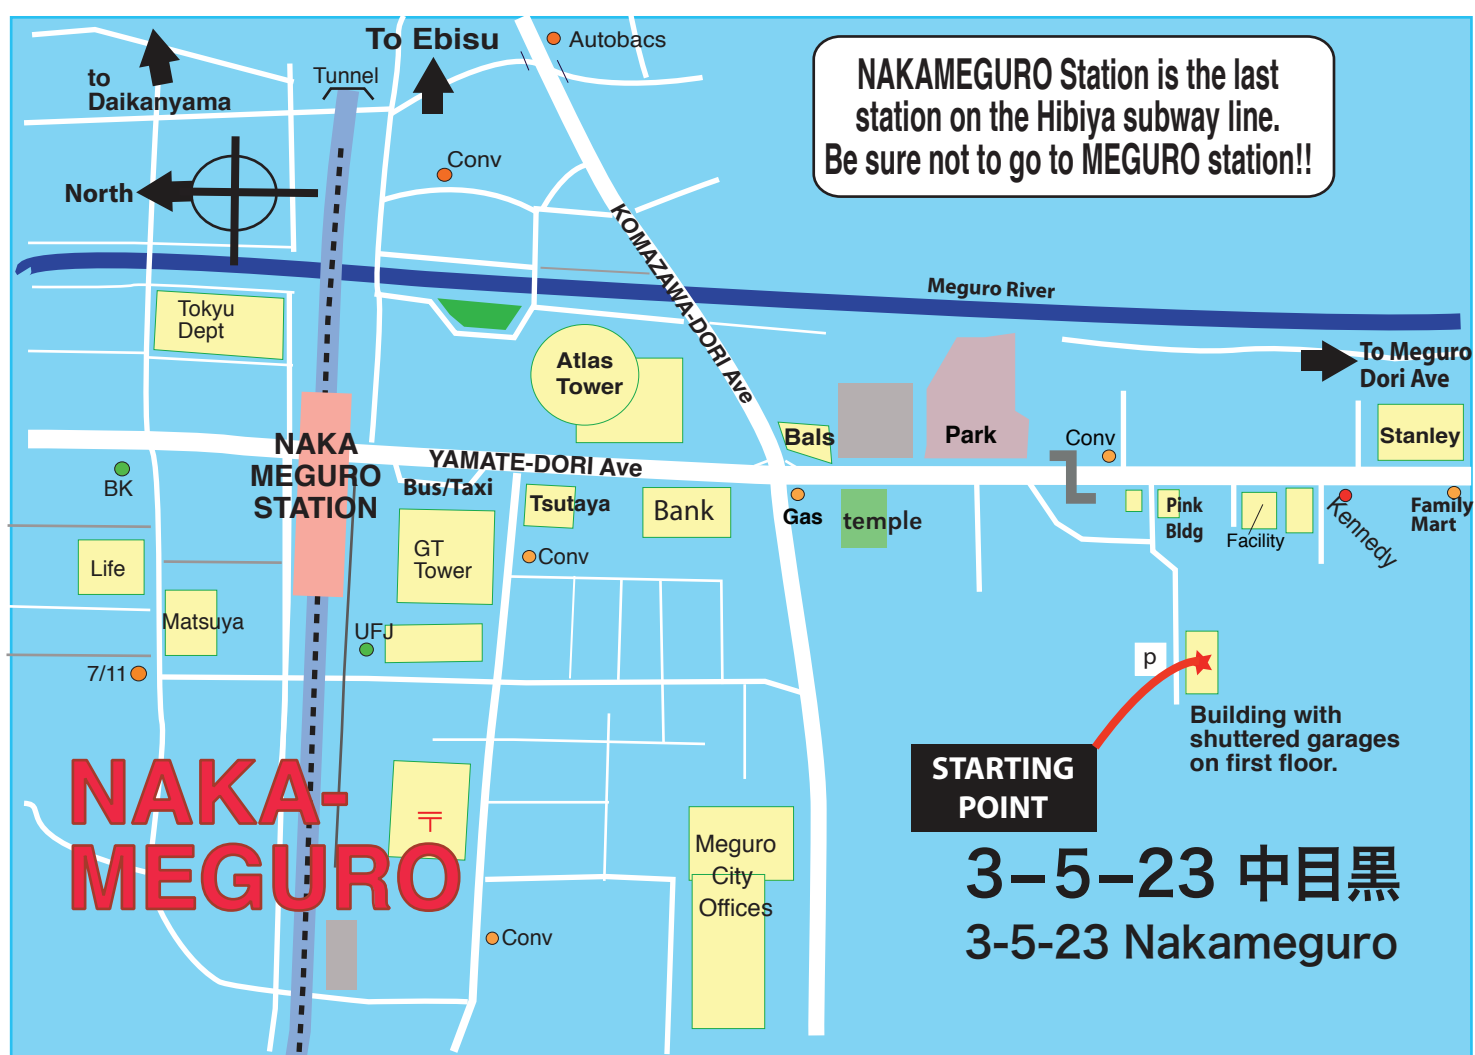 To Ebisu
Autobacs
to
Daikanyama
Tunnel
NAKAMEGURO Station is the last
station on the Hibiya subway line.
Be sure not to go to MEGURO station!!
North
Conv
KOMAZAWA-DORI Ave
Meguro River
Tokyu
Dept
Atlas
Tower
To Meguro
Dori Ave
Bals
Park
Conv
Stanley
NAKA
MEGURO
STATION
YAMATE-DORI Ave
Bus/Taxi
BK
Tsutaya
Bank
Gas
temple
Pink
Bldg
Facility
Kennedy
Family
Mart
Life
GT
Tower
Conv
Matsuya
UFJ
7/11
p
Building with
shuttered garages
on first floor.
STARTING
POINT
NAKA-
MEGURO
〒
Meguro
City
Offices
Conv
3-5-23 中目黒
3-5-23 Nakameguro